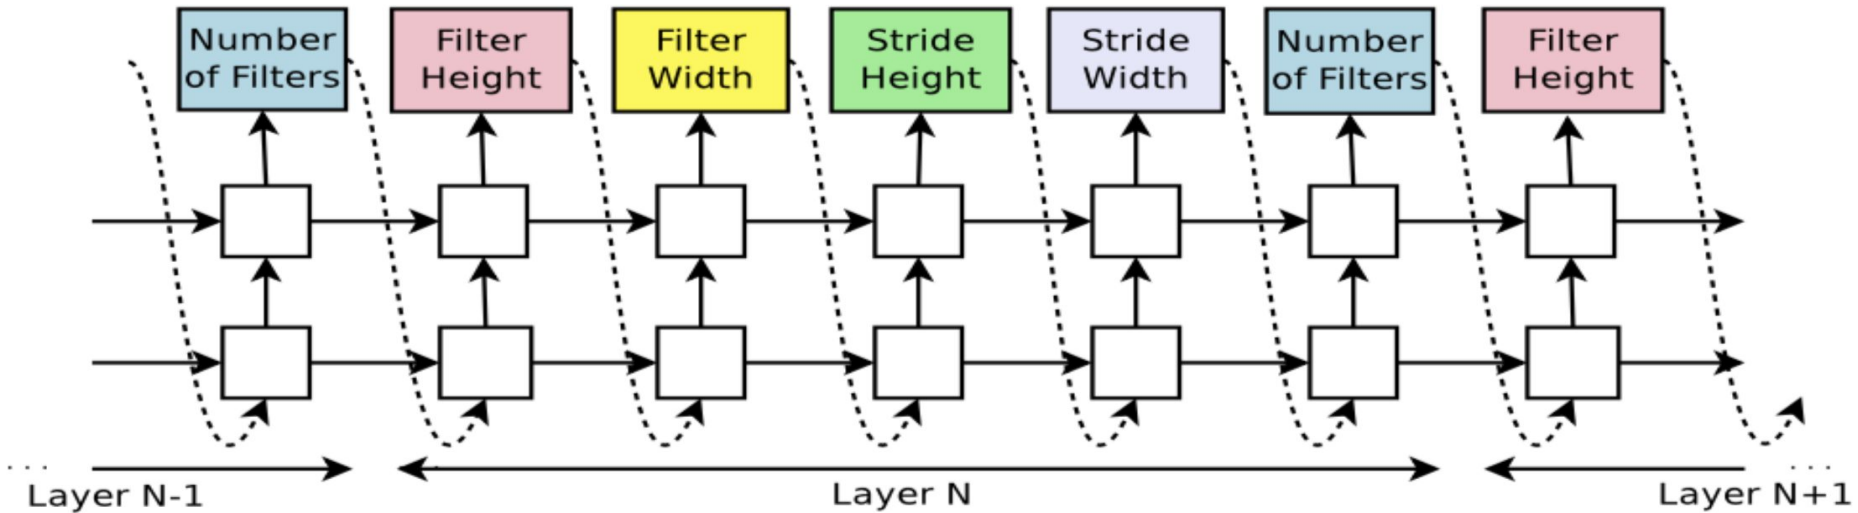 Number
of Filters
Filter
Height
Filter
Width
Stride
Height
Stride
Width
Number
of Filters
Filter
Height
...
Layer N-1
Layer N
...
Layer N+1